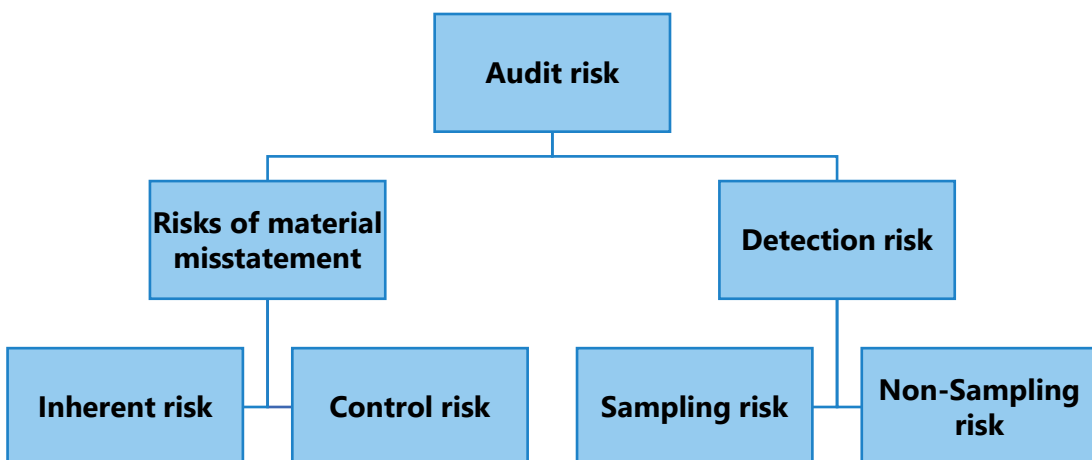 Audit risk
Risks of material
misstatement
Detection risk
Inherent risk
Control risk
Sampling risk
Non-Sampling
risk